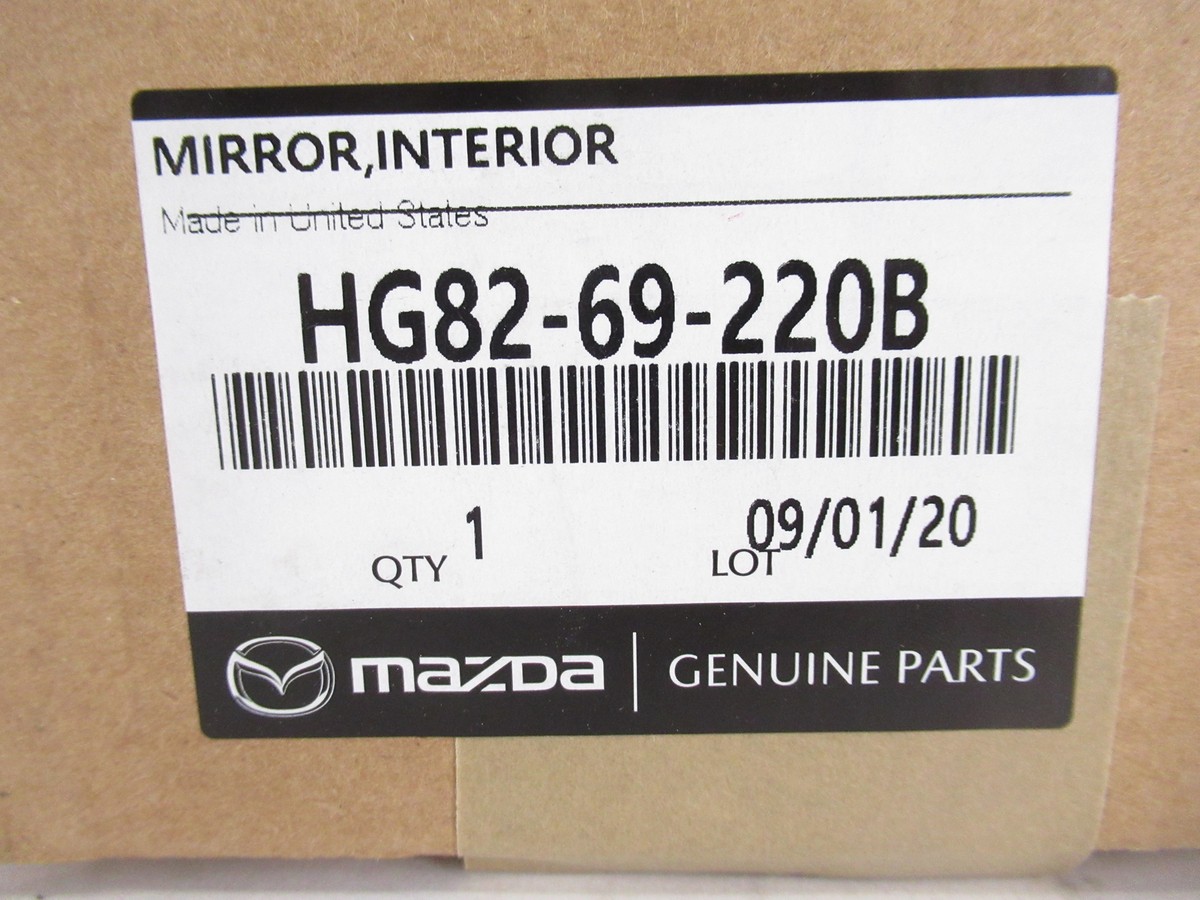 MIRROR,INTERIOR
Made in United States
HG82-69-220B
QTY 1 LOT 09/01/20
mazda GENUINE PARTS